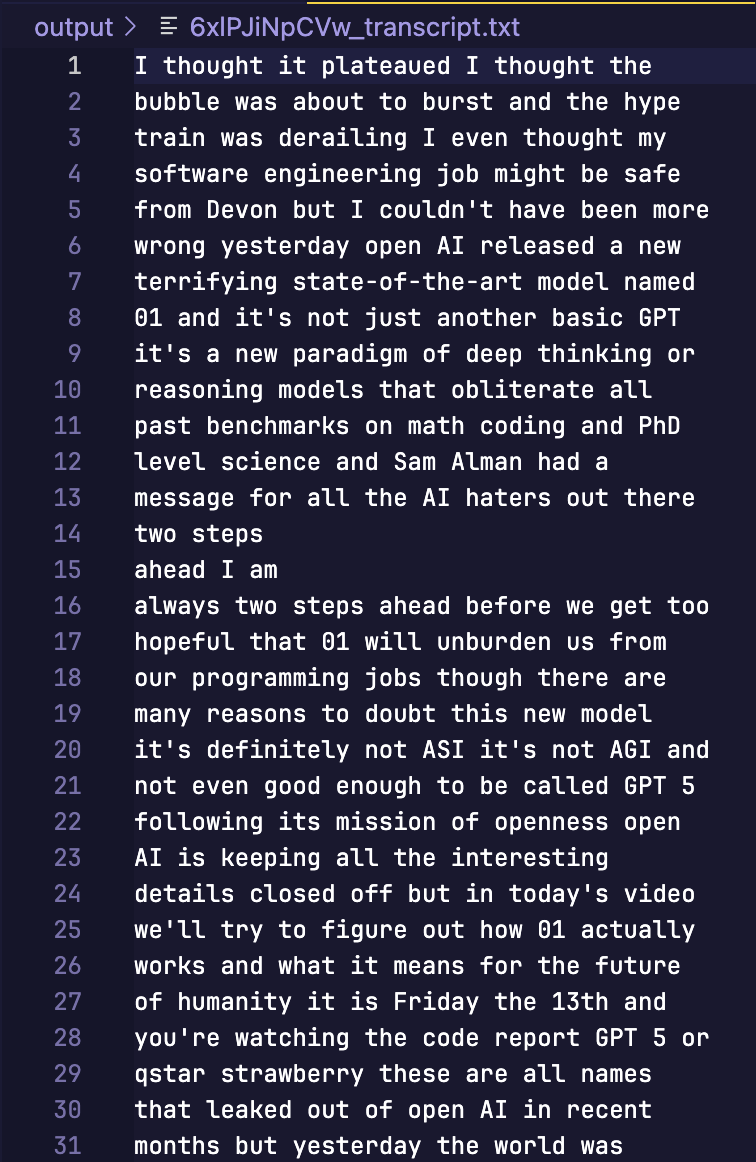 output > 6xlPJiNpCVw_transcript.txt
1 I thought it plateaued I thought the
2 bubble was about to burst and the hype
3 train was derailing I even thought my
4 software engineering job might be safe
5 from Devon but I couldn't have been more
6 wrong yesterday open AI released a new
7 terrifying state-of-the-art model named
8 01 and it's not just another basic GPT
9 it's a new paradigm of deep thinking or
10 reasoning models that obliterate all
11 past benchmarks on math coding and PhD
12 level science and Sam Alman had a
13 message for all the AI haters out there
14 two steps
15 ahead I am
16 always two steps ahead before we get too
17 hopeful that 01 will unburden us from
18 our programming jobs though there are
19 many reasons to doubt this new model
20 it's definitely not ASI it's not AGI and
21 not even good enough to be called GPT 5
22 following its mission of openness open
23 AI is keeping all the interesting
24 details closed off but in today's video
25 we'll try to figure out how 01 actually
26 works and what it means for the future
27 of humanity it is Friday the 13th and
28 you're watching the code report GPT 5 or
29 qstar strawberry these are all names
30 that leaked out of open AI in recent
31 months but yesterday the world was